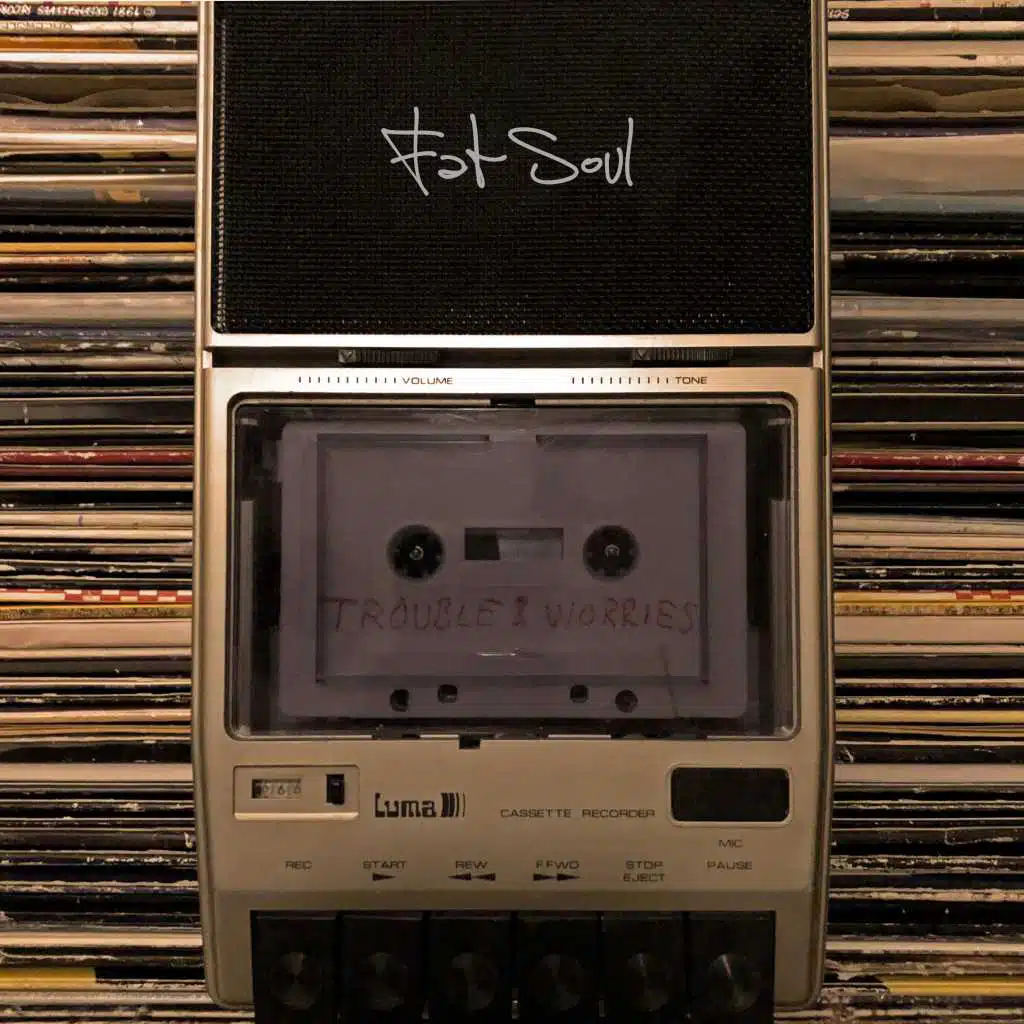 Fat Soul
VOLUME TONE
TROUBLE & WORRIES
Luma
CASSETTE RECORDER
MIC
REC START REW F.FWD STOP PAUSE
EJECT